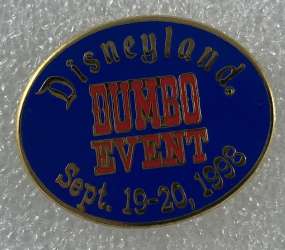 Disneyland.
DUMBO
EVENT
Sept. 19-20, 1998